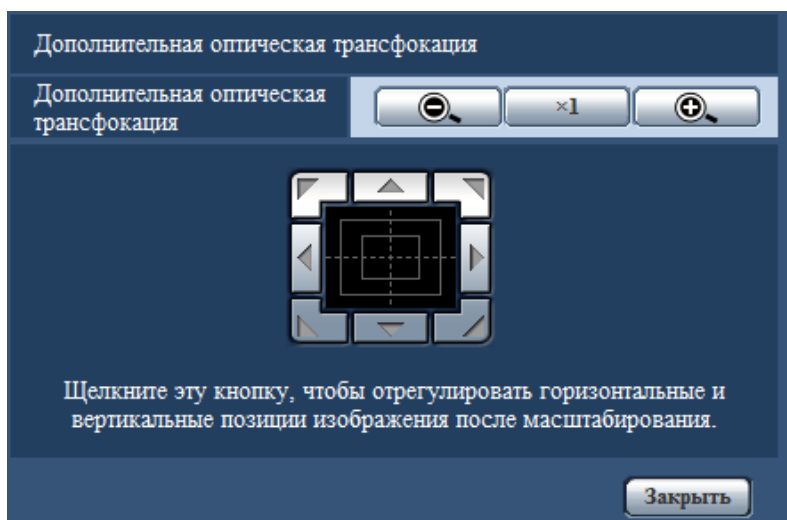 Дополнительная оптическая трансфокация
Дополнительная оптическая
трансфокация
×1
Щелкните эту кнопку, чтобы отрегулировать горизонтальные и
вертикальные позиции изображения после масштабирования.
Закрыть